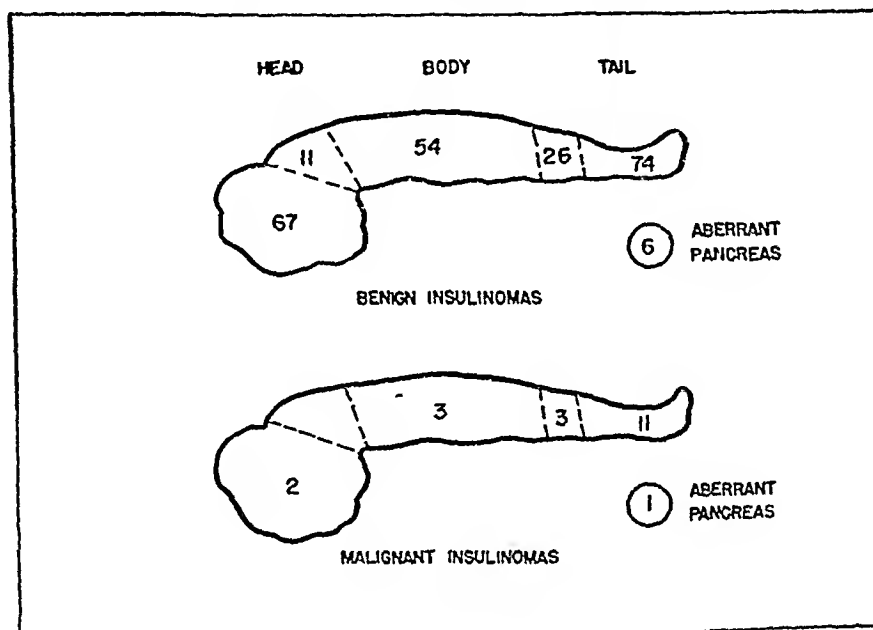 HEAD BODY TAIL
11 54 26 74
67
6 ABERRANT
PANCREAS
BENIGN INSULINOMAS
3 3 11
2
1 ABERRANT
PANCREAS
MALIGNANT INSULINOMAS